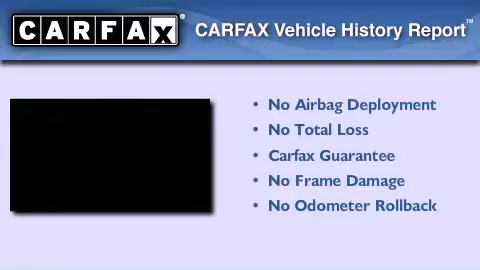 CARFAX® CARFAX Vehicle History Report™
• No Airbag Deployment
• No Total Loss
• Carfax Guarantee
• No Frame Damage
• No Odometer Rollback